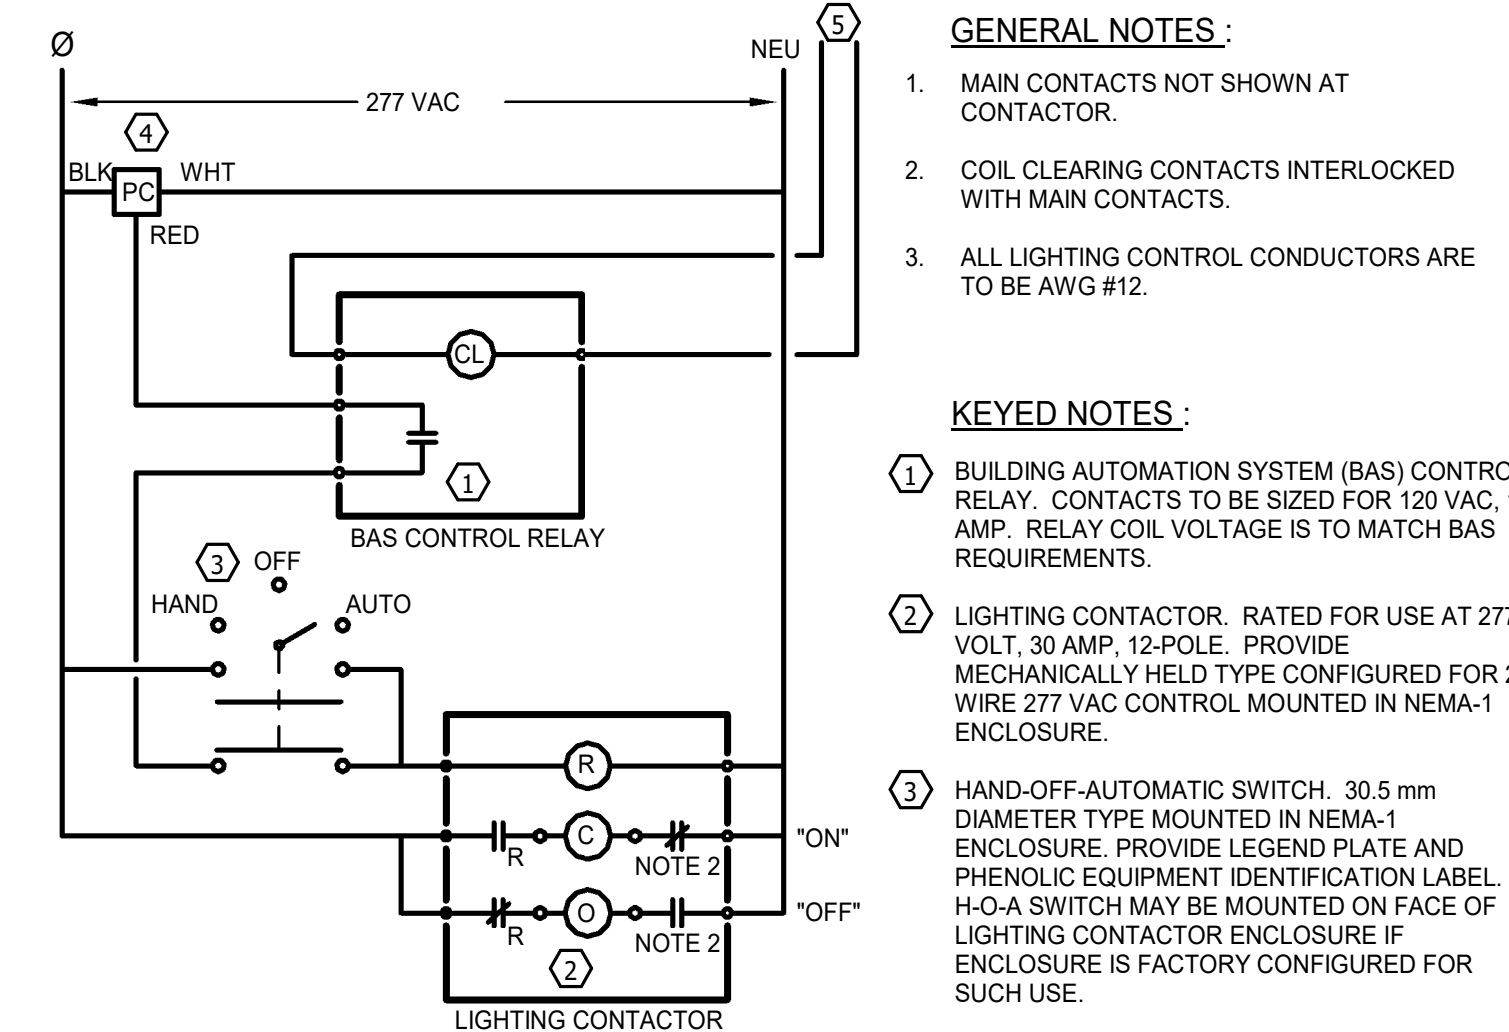 Ø
NEU
5
277 VAC
4
BLK
WHT
PC
RED
CL
1
BAS CONTROL RELAY
3
OFF
HAND
AUTO
R
C
R
NOTE 2
"ON"
O
R
NOTE 2
"OFF"
2
LIGHTING CONTACTOR
GENERAL NOTES :
1. MAIN CONTACTS NOT SHOWN AT
CONTACTOR.
2. COIL CLEARING CONTACTS INTERLOCKED
WITH MAIN CONTACTS.
3. ALL LIGHTING CONTROL CONDUCTORS ARE
TO BE AWG #12.
KEYED NOTES :
1 BUILDING AUTOMATION SYSTEM (BAS)
RELAY. CONTACTS TO BE SIZED FOR 120 VAC,
AMP. RELAY COIL VOLTAGE IS TO MATCH BAS
REQUIREMENTS.
2 LIGHTING CONTACTOR. RATED FOR USE AT 277
VOLT, 30 AMP, 12-POLE. PROVIDE
MECHANICALLY HELD TYPE CONFIGURED FOR
WIRE 277 VAC CONTROL MOUNTED IN NEMA-1
ENCLOSURE.
3 HAND-OFF-AUTOMATIC SWITCH. 30.5 mm
DIAMETER TYPE MOUNTED IN NEMA-1
ENCLOSURE. PROVIDE LEGEND PLATE AND
PHENOLIC EQUIPMENT IDENTIFICATION LABEL.
H-O-A SWITCH MAY BE MOUNTED ON FACE OF
LIGHTING CONTACTOR ENCLOSURE IF
ENCLOSURE IS FACTORY CONFIGURED FOR
SUCH USE.